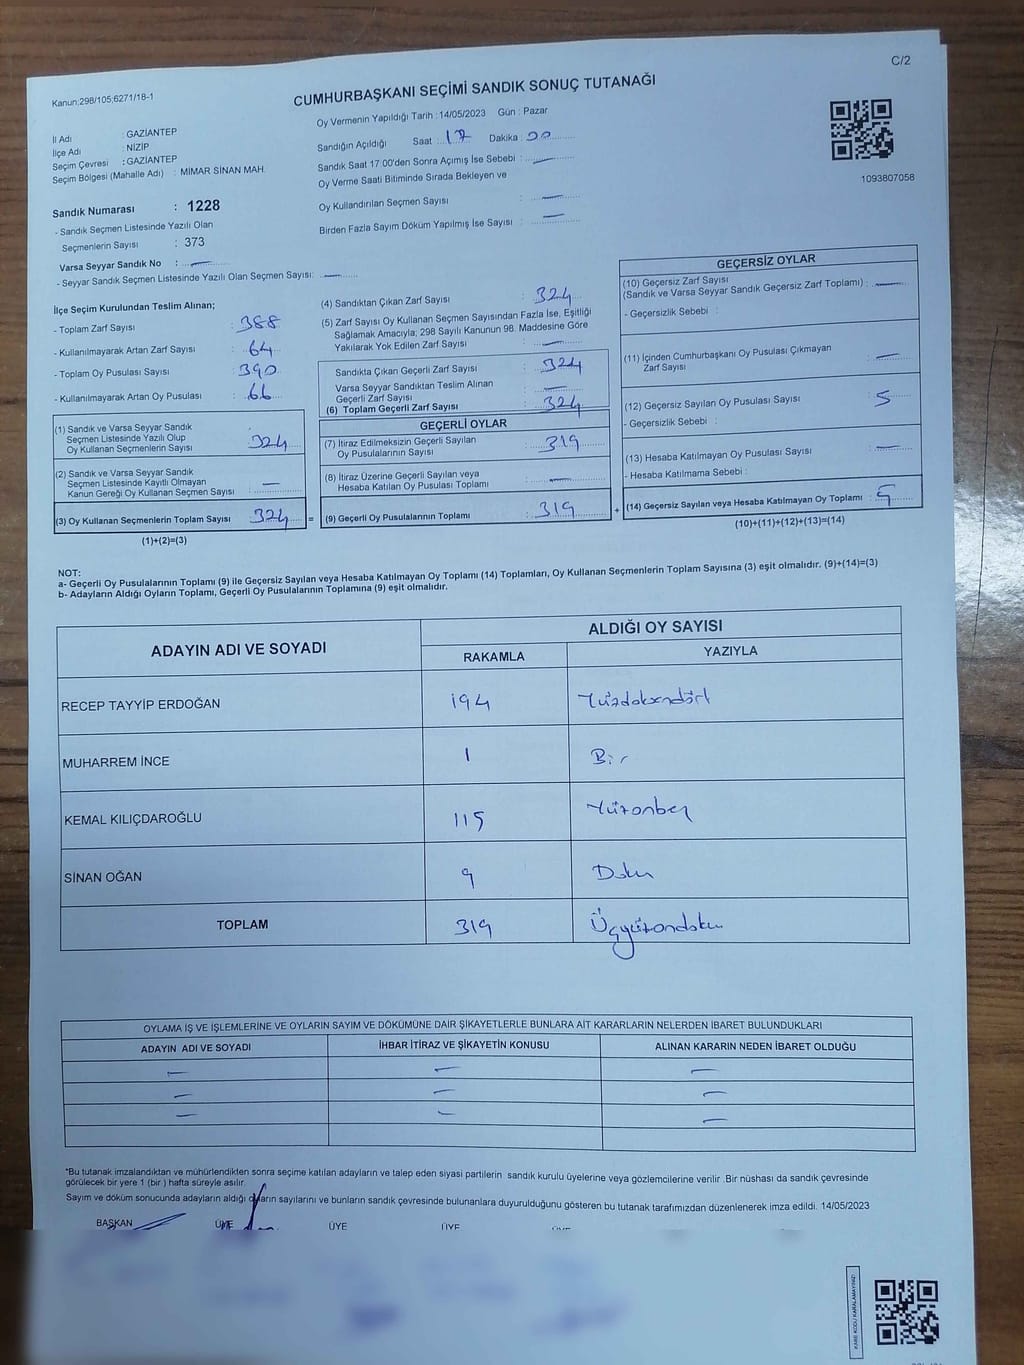 C/2
Kanun;298/105;6271/18-1
CUMHURBAŞKANI SEÇİMİ SANDIK SONUÇ TUTANAĞI
İl Adı : GAZİANTEP
İlçe Adı : NİZİP
Seçim Çevresi : GAZİANTEP
Seçim Bölgesi (Mahalle Adı) : MİMAR SİNAN MAH.
Oy Vermenin Yapıldığı Tarih : 14/05/2023 Gün : Pazar
Sandığın Açıldığı Saat 17 Dakika : 00
Sandık Saat 17:00'den Sonra Açımış İse Sebebi : —
Oy Verme Saati Bitiminde Sırada Bekleyen ve
Oy Kullandırılan Seçmen Sayısı : —
Birden Fazla Sayım Döküm Yapılmış İse Sayısı : —
1093807058
Sandık Numarası : 1228
- Sandık Seçmen Listesinde Yazılı Olan
Seçmenlerin Sayısı : 373
Varsa Seyyar Sandık No : —
- Seyyar Sandık Seçmen Listesinde Yazılı Olan Seçmen Sayısı: —
İlçe Seçim Kurulundan Teslim Alınan;
- Toplam Zarf Sayısı : 388
- Kullanılmayarak Artan Zarf Sayısı : 64
- Toplam Oy Pusulası Sayısı : 390
- Kullanılmayarak Artan Oy Pusulası : 66
(1) Sandık ve Varsa Seyyar Sandık
Seçmen Listesinde Yazılı Olup
Oy Kullanan Seçmenlerin Sayısı : 324
(2) Sandık ve Varsa Seyyar Sandık
Seçmen Listesinde Kayıtlı Olmayan
Kanun Gereği Oy Kullanan Seçmen Sayısı : —
(3) Oy Kullanan Seçmenlerin Toplam Sayısı : 324 =
(1)+(2)=(3)
(4) Sandıktan Çıkan Zarf Sayısı : 324
(5) Zarf Sayısı Oy Kullanan Seçmen Sayısından Fazla İse, Eşitliği
Sağlamak Amacıyla; 298 Sayılı Kanunun 98. Maddesine Göre
Yakılarak Yok Edilen Zarf Sayısı : —
Sandıkta Çıkan Geçerli Zarf Sayısı : 324
Varsa Seyyar Sandıktan Teslim Alınan
Geçerli Zarf Sayısı : —
(6) Toplam Geçerli Zarf Sayısı : 324
GEÇERLİ OYLAR
(7) İtiraz Edilmeksizin Geçerli Sayılan
Oy Pusulalarının Sayısı : 319
(8) İtiraz Üzerine Geçerli Sayılan veya
Hesaba Katılan Oy Pusulası Toplamı : —
(9) Geçerli Oy Pusulalarının Toplamı : 319 +
GEÇERSİZ OYLAR
(10) Geçersiz Zarf Sayısı
(Sandık ve Varsa Seyyar Sandık Geçersiz Zarf Toplamı) : —
- Geçersizlik Sebebi :
(11) İçinden Cumhurbaşkanı Oy Pusulası Çıkmayan
Zarf Sayısı : —
(12) Geçersiz Sayılan Oy Pusulası Sayısı : 5
- Geçersizlik Sebebi :
(13) Hesaba Katılmayan Oy Pusulası Sayısı : —
- Hesaba Katılmama Sebebi :
(14) Geçersiz Sayılan veya Hesaba Katılmayan Oy Toplamı : 5
(10)+(11)+(12)+(13)=(14)
NOT:
a- Geçerli Oy Pusulalarının Toplamı (9) ile Geçersiz Sayılan veya Hesaba Katılmayan Oy Toplamı (14) Toplamları, Oy Kullanan Seçmenlerin Toplam Sayısına (3) eşit olmalıdır. (9)+(14)=(3)
b- Adayların Aldığı Oyların Toplamı, Geçerli Oy Pusulalarının Toplamına (9) eşit olmalıdır.
ADAYIN ADI VE SOYADI ALDIĞI OY SAYISI
RAKAMLA YAZIYLA
RECEP TAYYİP ERDOĞAN 194 Yüzdoksandört
MUHARREM İNCE 1 Bir
KEMAL KILIÇDAROĞLU 115 Yüzonbeş
SİNAN OĞAN 9 Dokuz
TOPLAM 319 Üçyüzondokuz
OYLAMA İŞ VE İŞLEMLERİNE VE OYLARIN SAYIM VE DÖKÜMÜNE DAİR ŞİKAYETLERLE BUNLARA AİT KARARLARIN NELERDEN İBARET BULUNDUKLARI
ADAYIN ADI VE SOYADI İHBAR İTİRAZ VE ŞİKAYETİN KONUSU ALINAN KARARIN NEDEN İBARET OLDUĞU
— — —
— — —
— — —
*Bu tutanak imzalandıktan ve mühürlendikten sonra seçime katılan adayların ve talep eden siyasi partilerin sandık kurulu üyelerine veya gözlemcilerine verilir .Bir nüshası da sandık çevresinde
görülecek bir yere 1 (bir ) hafta süreyle asılır.
Sayım ve döküm sonucunda adayların aldığı oyların sayılarını ve bunların sandık çevresinde bulunanlara duyurulduğunu gösteren bu tutanak tarafımızdan düzenlenerek imza edildi. 14/05/2023
BAŞKAN ÜYE ÜYE ÜYE
KARE KODU KARALAMAYINIZ!